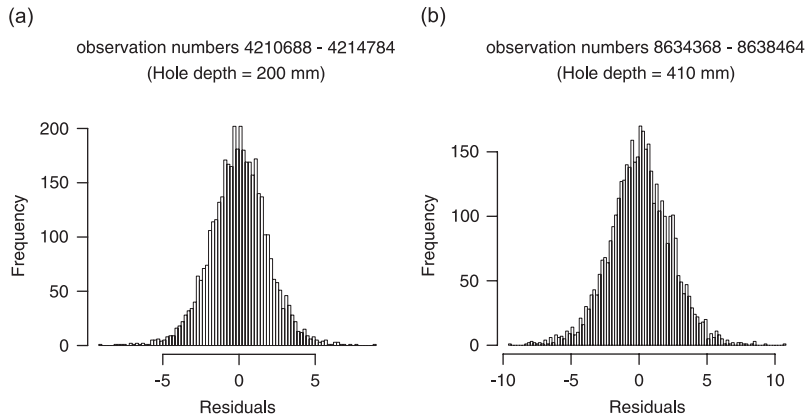 (a)
observation numbers 4210688 - 4214784
(Hole depth = 200 mm)
200
150
100
50
0
Frequency
-5 0 5
Residuals
(b)
observation numbers 8634368 - 8638464
(Hole depth = 410 mm)
150
100
50
0
Frequency
-10 -5 0 5 10
Residuals